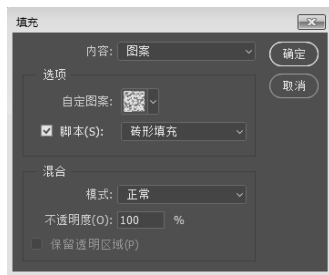 填充
内容: 图案
确定
选项
取消
自定图案:
脚本(S): 砖形填充
混合
模式: 正常
不透明度(O): 100 %
保留透明区域(P)